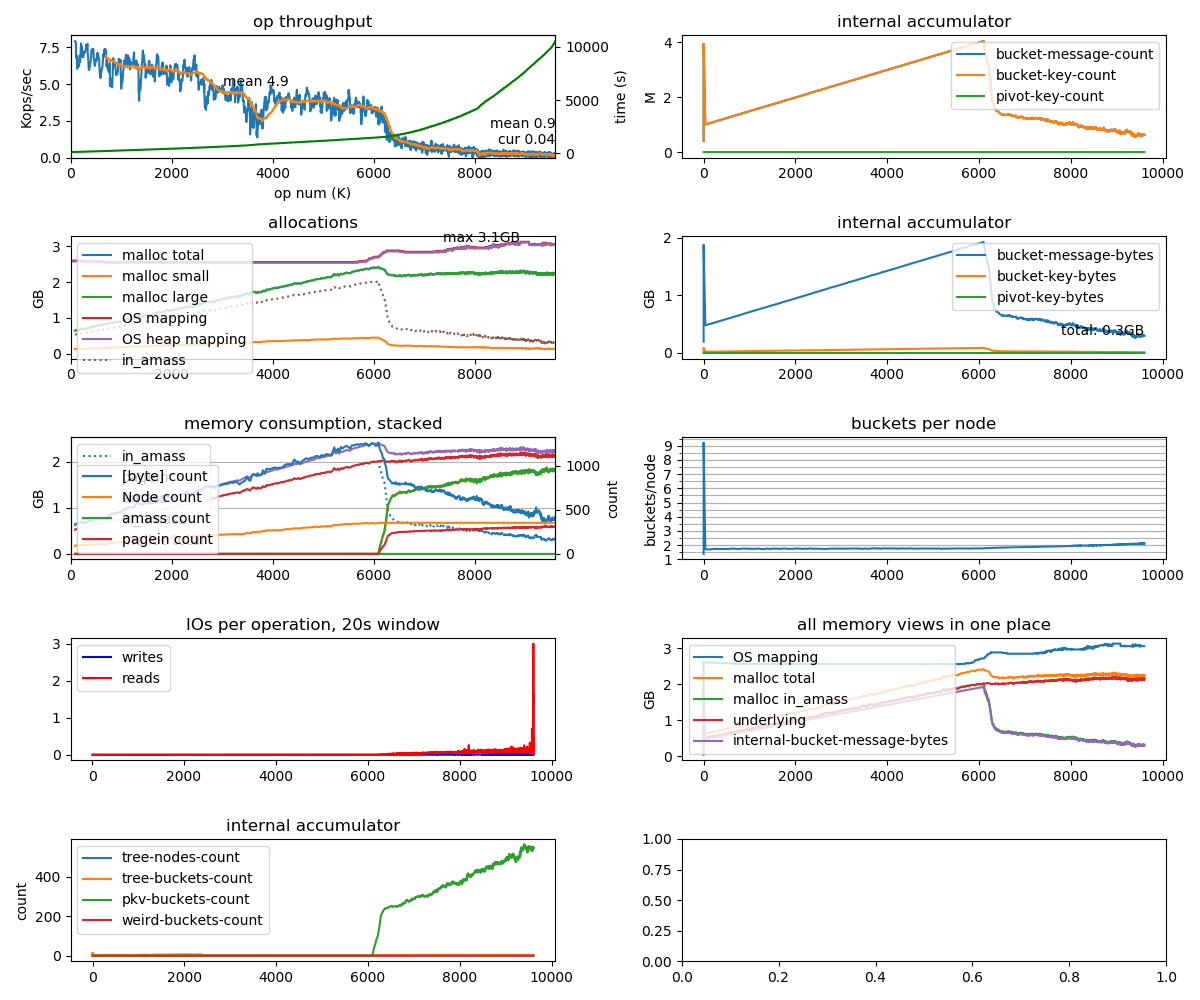 op throughput
7.5
5.0
2.5
0.0
Kops/sec
mean 4.9
mean 0.9
cur 0.04
10000
5000
0
time (s)
0 2000 4000 6000 8000
op num (K)
internal accumulator
4
2
0
M
bucket-message-count
bucket-key-count
pivot-key-count
0 2000 4000 6000 8000 10000
allocations
3
2
1
0
GB
max 3.1GB
malloc total
malloc small
malloc large
OS mapping
OS heap mapping
in_amass
0 2000 4000 6000 8000
internal accumulator
2
1
0
GB
bucket-message-bytes
bucket-key-bytes
pivot-key-bytes
total: 0.3GB
0 2000 4000 6000 8000 10000
memory consumption, stacked
2
1
0
GB
in_amass
[byte] count
Node count
amass count
pagein count
1000
500
0
count
0 2000 4000 6000 8000
buckets per node
9
8
7
6
5
4
3
2
1
buckets/node
0 2000 4000 6000 8000 10000
IOs per operation, 20s window
3
2
1
0
writes
reads
0 2000 4000 6000 8000 10000
all memory views in one place
3
2
1
0
GB
OS mapping
malloc total
malloc in_amass
underlying
internal-bucket-message-bytes
0 2000 4000 6000 8000 10000
internal accumulator
400
200
0
count
tree-nodes-count
tree-buckets-count
pkv-buckets-count
weird-buckets-count
0 2000 4000 6000 8000 10000
1.00
0.75
0.50
0.25
0.00
0.0 0.2 0.4 0.6 0.8 1.0